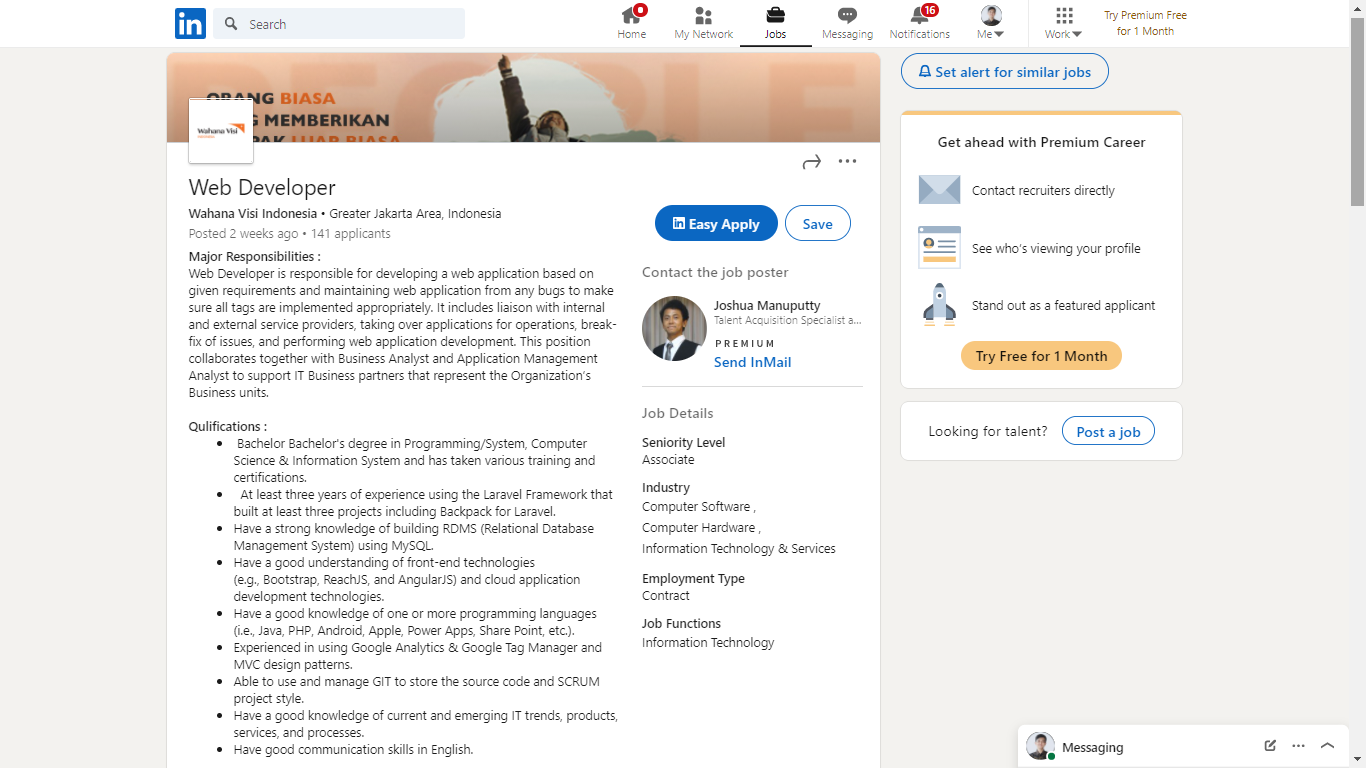 in
Search
Home
My Network
Jobs
Messaging
16
Notifications
Me
Work
Try Premium Free
for 1 Month
PEOPLE
ORANG BIASA
MEMBERIKAN
LUAR BIASA
Wahana Visi
Web Developer
Wahana Visi Indonesia • Greater Jakarta Area, Indonesia
Posted 2 weeks ago • 141 applicants
in Easy Apply
Save
Major Responsibilities :
Web Developer is responsible for developing a web application based on
given requirements and maintaining web application from any bugs to make
sure all tags are implemented appropriately. It includes liaison with internal
and external service providers, taking over applications for operations, break-
fix of issues, and performing web application development. This position
collaborates together with Business Analyst and Application Management
Analyst to support IT Business partners that represent the Organization's
Business units.
Qulifications :
• Bachelor Bachelor's degree in Programming/System, Computer
Science & Information System and has taken various training and
certifications.
• At least three years of experience using the Laravel Framework that
built at least three projects including Backpack for Laravel.
• Have a strong knowledge of building RDMS (Relational Database
Management System) using MySQL.
• Have a good understanding of front-end technologies
(e.g., Bootstrap, ReachJS, and AngularJS) and cloud application
development technologies.
• Have a good knowledge of one or more programming languages
(i.e., Java, PHP, Android, Apple, Power Apps, Share Point, etc.).
• Experienced in using Google Analytics & Google Tag Manager and
MVC design patterns.
• Able to use and manage GIT to store the source code and SCRUM
project style.
• Have a good knowledge of current and emerging IT trends, products,
services, and processes.
• Have good communication skills in English.
Contact the job poster
Joshua Manuputty
Talent Acquisition Specialist a...
PREMIUM
Send InMail
Job Details
Seniority Level
Associate
Industry
Computer Software ,
Computer Hardware ,
Information Technology & Services
Employment Type
Contract
Job Functions
Information Technology
Set alert for similar jobs
Get ahead with Premium Career
Contact recruiters directly
See who's viewing your profile
Stand out as a featured applicant
Try Free for 1 Month
Looking for talent?
Post a job
Messaging